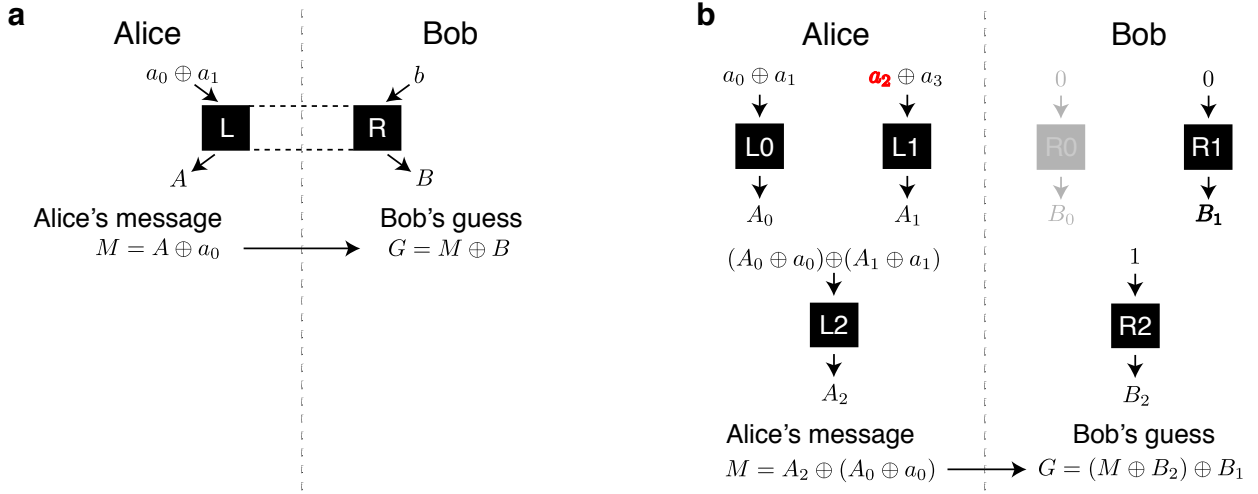 a
Alice Bob
a₀ ⊕ a₁ b
L R
A B
Alice's message Bob's guess
M = A ⊕ a₀ G = M ⊕ B
b
Alice Bob
a₀ ⊕ a₁ a₂ ⊕ a₃ 0 0
L0 L1 R0 R1
A₀ A₁ B₀ B₁
(A₀ ⊕ a₀)⊕(A₁ ⊕ a₁) 1
L2 R2
A₂ B₂
Alice's message Bob's guess
M = A₂ ⊕ (A₀ ⊕ a₀) G = (M ⊕ B₂) ⊕ B₁